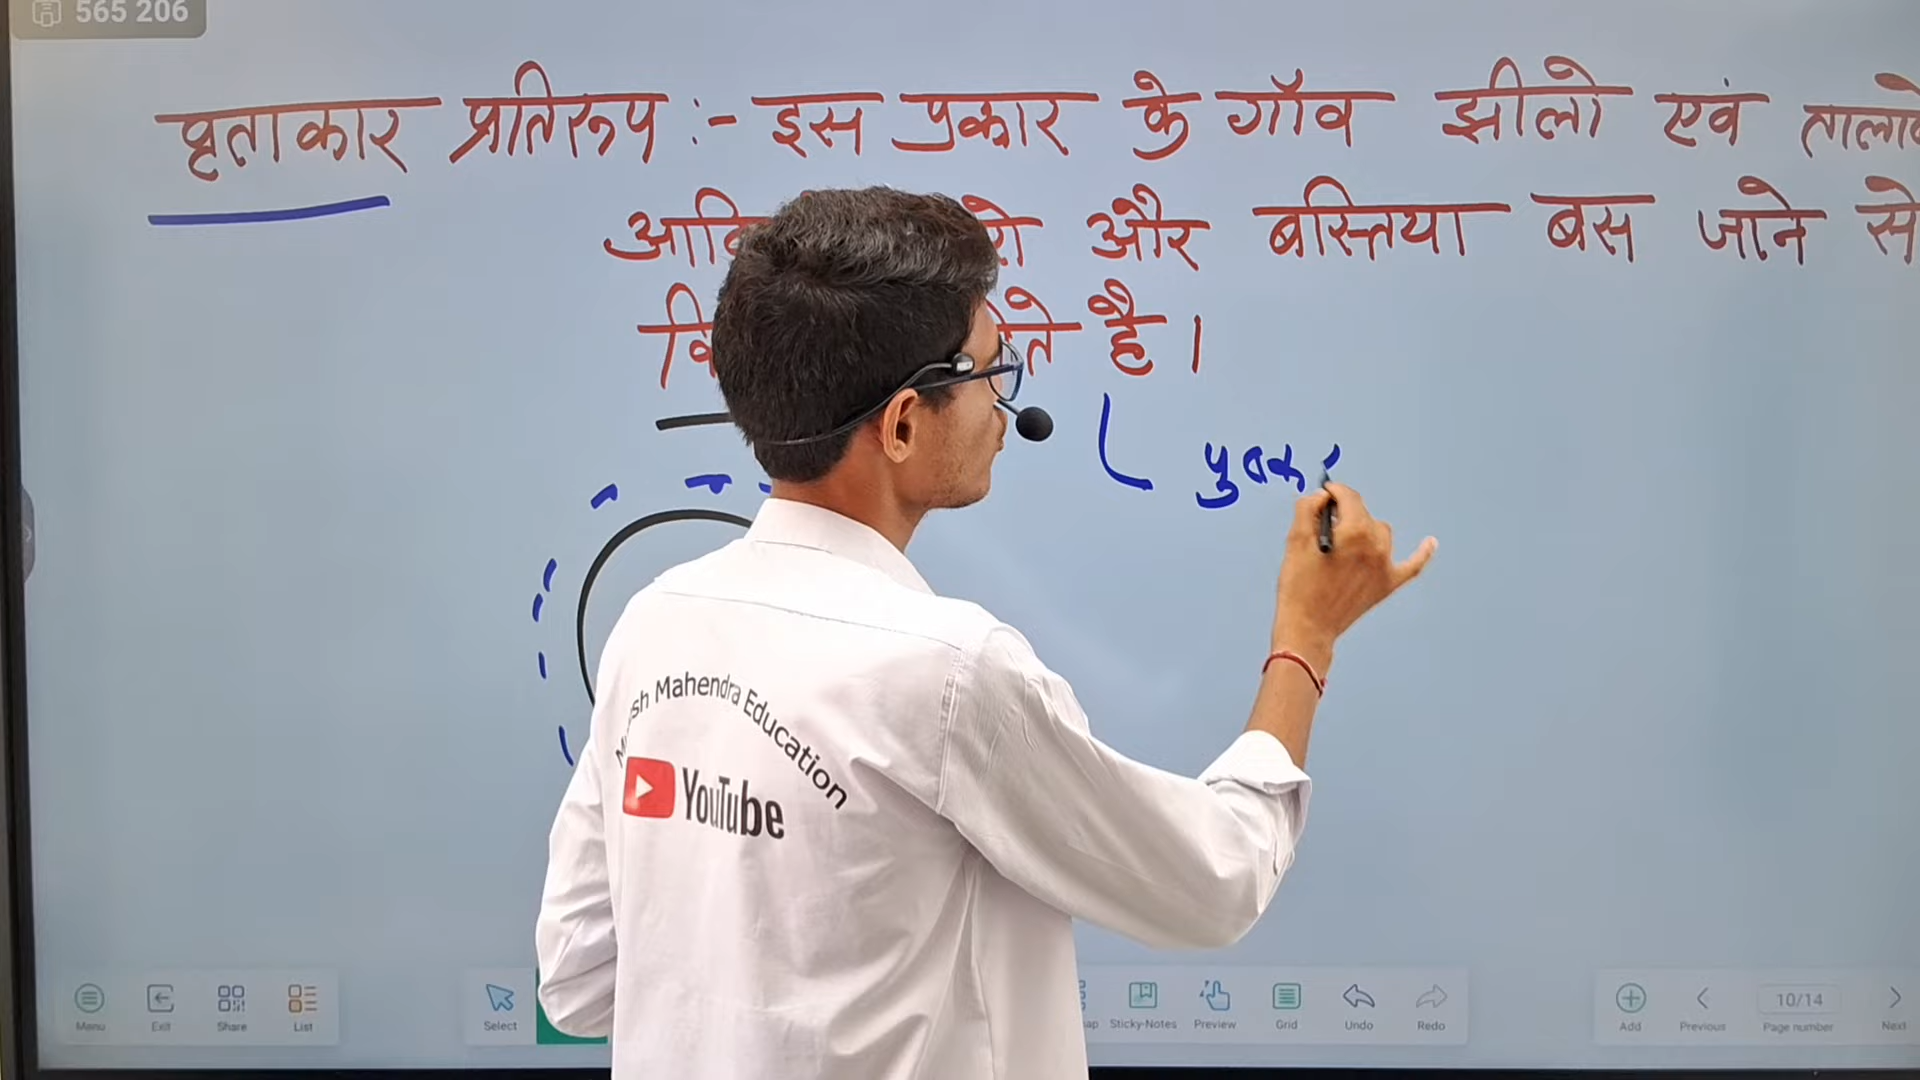 565 206
वृताकार प्रतिरूप :- इस प्रकार के गॉव झीलो एवं
और बस्तिया बस जाने से
है।
Mahendra Education
YouTube
Menu Exit Share List Select Sticky-Notes Preview Grid Undo Redo Add Previous 10/14 Page number Next